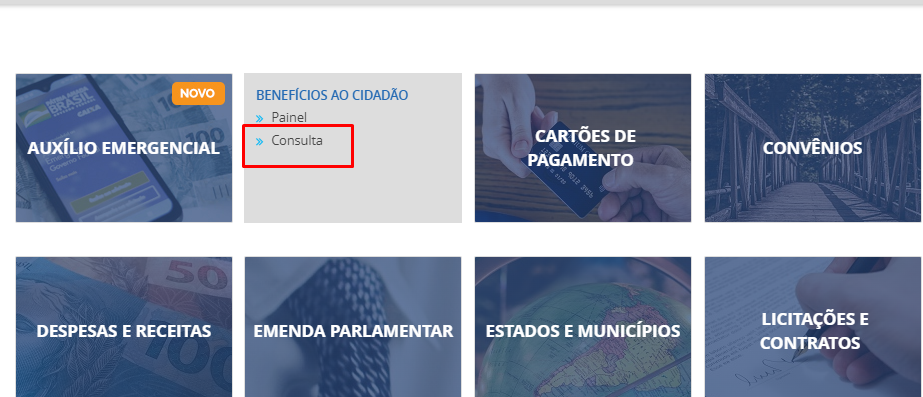 NOVO
AUXÍLIO EMERGENCIAL
BENEFÍCIOS AO CIDADÃO
Painel
Consulta
CARTÕES DE
PAGAMENTO
CONVÊNIOS
DESPESAS E RECEITAS
EMENDA PARLAMENTAR
ESTADOS E MUNICÍPIOS
LICITAÇÕES E
CONTRATOS